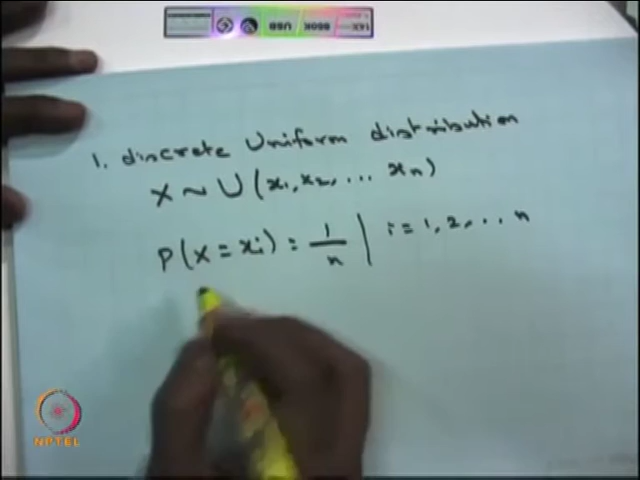 1. discrete Uniform distribution
X ~ U (x1, x2, ... xn)
P(X = xi) = 1/n | i = 1, 2, ... n
NPTEL